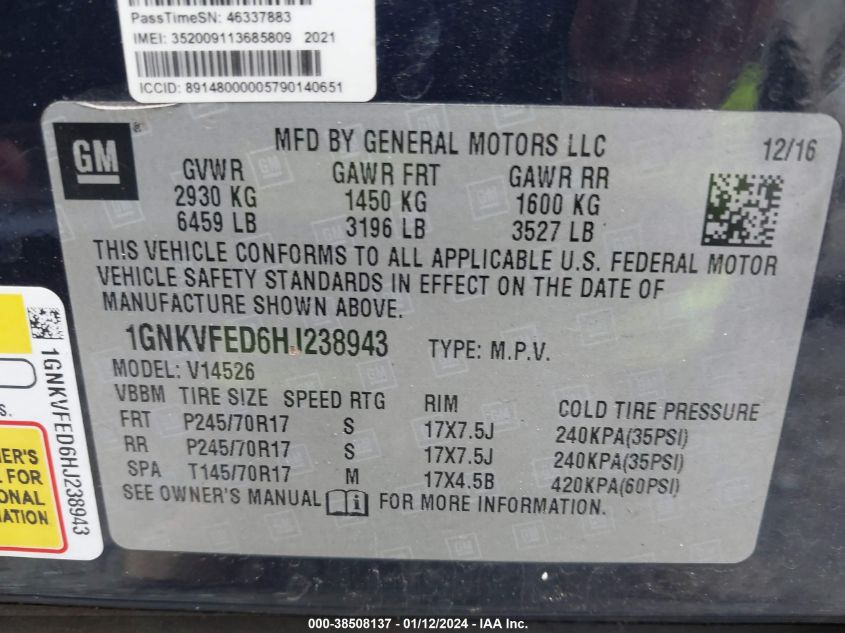 PassTimeSN: 46337883
IMEI: 352009113685809 2021
ICCID: 89148000005790140651
GM ®
MFD BY GENERAL MOTORS LLC 12/16
GVWR GAWR FRT GAWR RR
2930 KG 1450 KG 1600 KG
6459 LB 3196 LB 3527 LB
THIS VEHICLE CONFORMS TO ALL APPLICABLE U.S. FEDERAL MOTOR
VEHICLE SAFETY STANDARDS IN EFFECT ON THE DATE OF
MANUFACTURE SHOWN ABOVE.
1GNKVFED6HJ238943 TYPE: M.P.V.
MODEL: V14526
VBBM TIRE SIZE SPEED RTG RIM COLD TIRE PRESSURE
FRT P245/70R17 S 17X7.5J 240KPA(35PSI)
RR P245/70R17 S 17X7.5J 240KPA(35PSI)
SPA T145/70R17 M 17X4.5B 420KPA(60PSI)
SEE OWNER'S MANUAL FOR MORE INFORMATION.
1GNKVFED6HJ238943
S.
ER'S
L FOR
ONAL
MATION
000-38508137 - 01/12/2024 - IAA Inc.